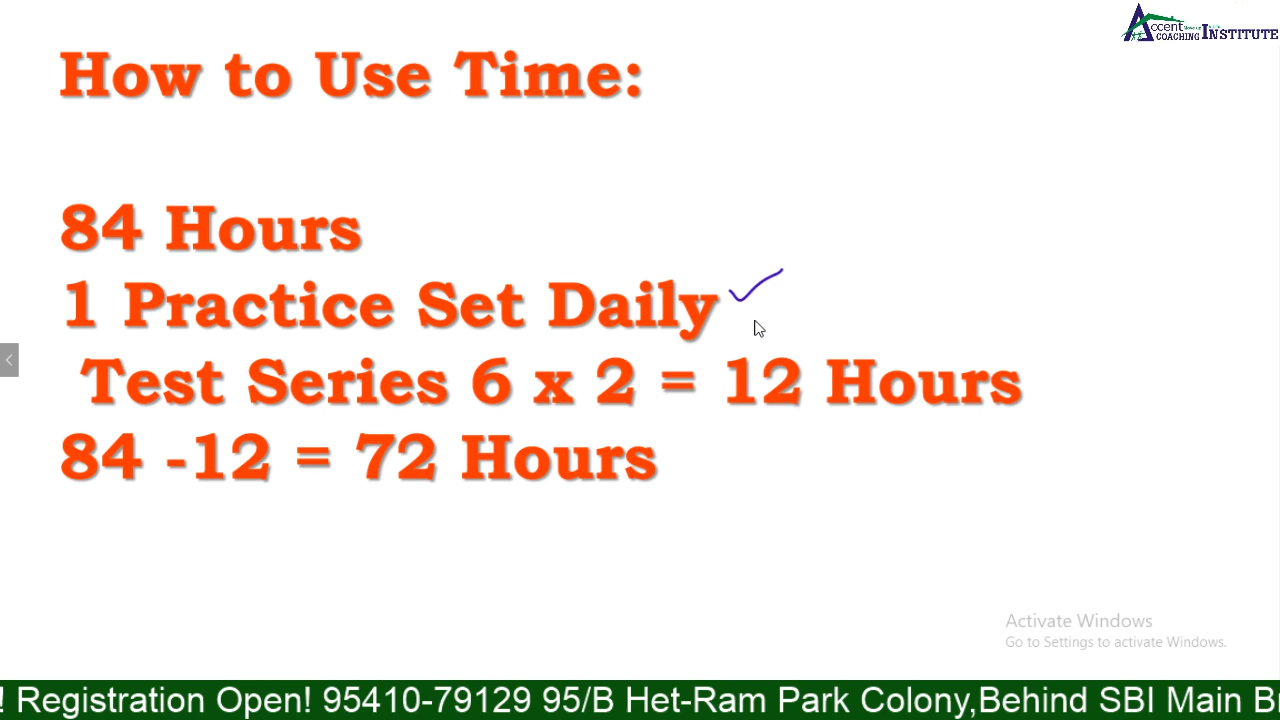 Accent
COACHING INSTITUTE
How to Use Time:
84 Hours
1 Practice Set Daily
Test Series 6 x 2 = 12 Hours
84 -12 = 72 Hours
Activate Windows
Go to Settings to activate Windows.
! Registration Open! 95410-79129 95/B Het-Ram Park Colony,Behind SBI Main